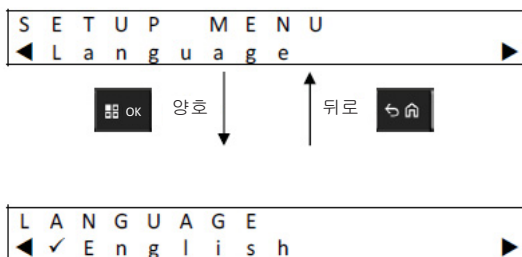 SETUP MENU
◀ Language ▶
OK 양호 뒤로
LANGUAGE
◀ ✓ English ▶